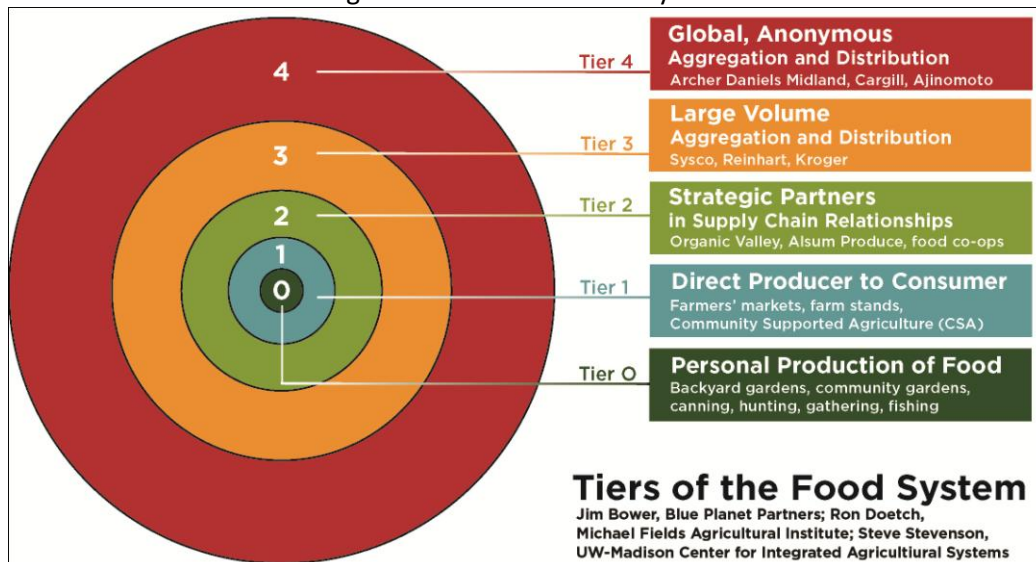 4
3
2
1
0
Tier 4
Global, Anonymous
Aggregation and Distribution
Archer Daniels Midland, Cargill, Ajinomoto
Tier 3
Large Volume
Aggregation and Distribution
Sysco, Reinhart, Kroger
Tier 2
Strategic Partners
in Supply Chain Relationships
Organic Valley, Alsum Produce, food co-ops
Tier 1
Direct Producer to Consumer
Farmers' markets, farm stands,
Community Supported Agriculture (CSA)
Tier 0
Personal Production of Food
Backyard gardens, community gardens,
canning, hunting, gathering, fishing
Tiers of the Food System
Jim Bower, Blue Planet Partners; Ron Doetch,
Michael Fields Agricultural Institute; Steve Stevenson,
UW-Madison Center for Integrated Agricultiural Systems